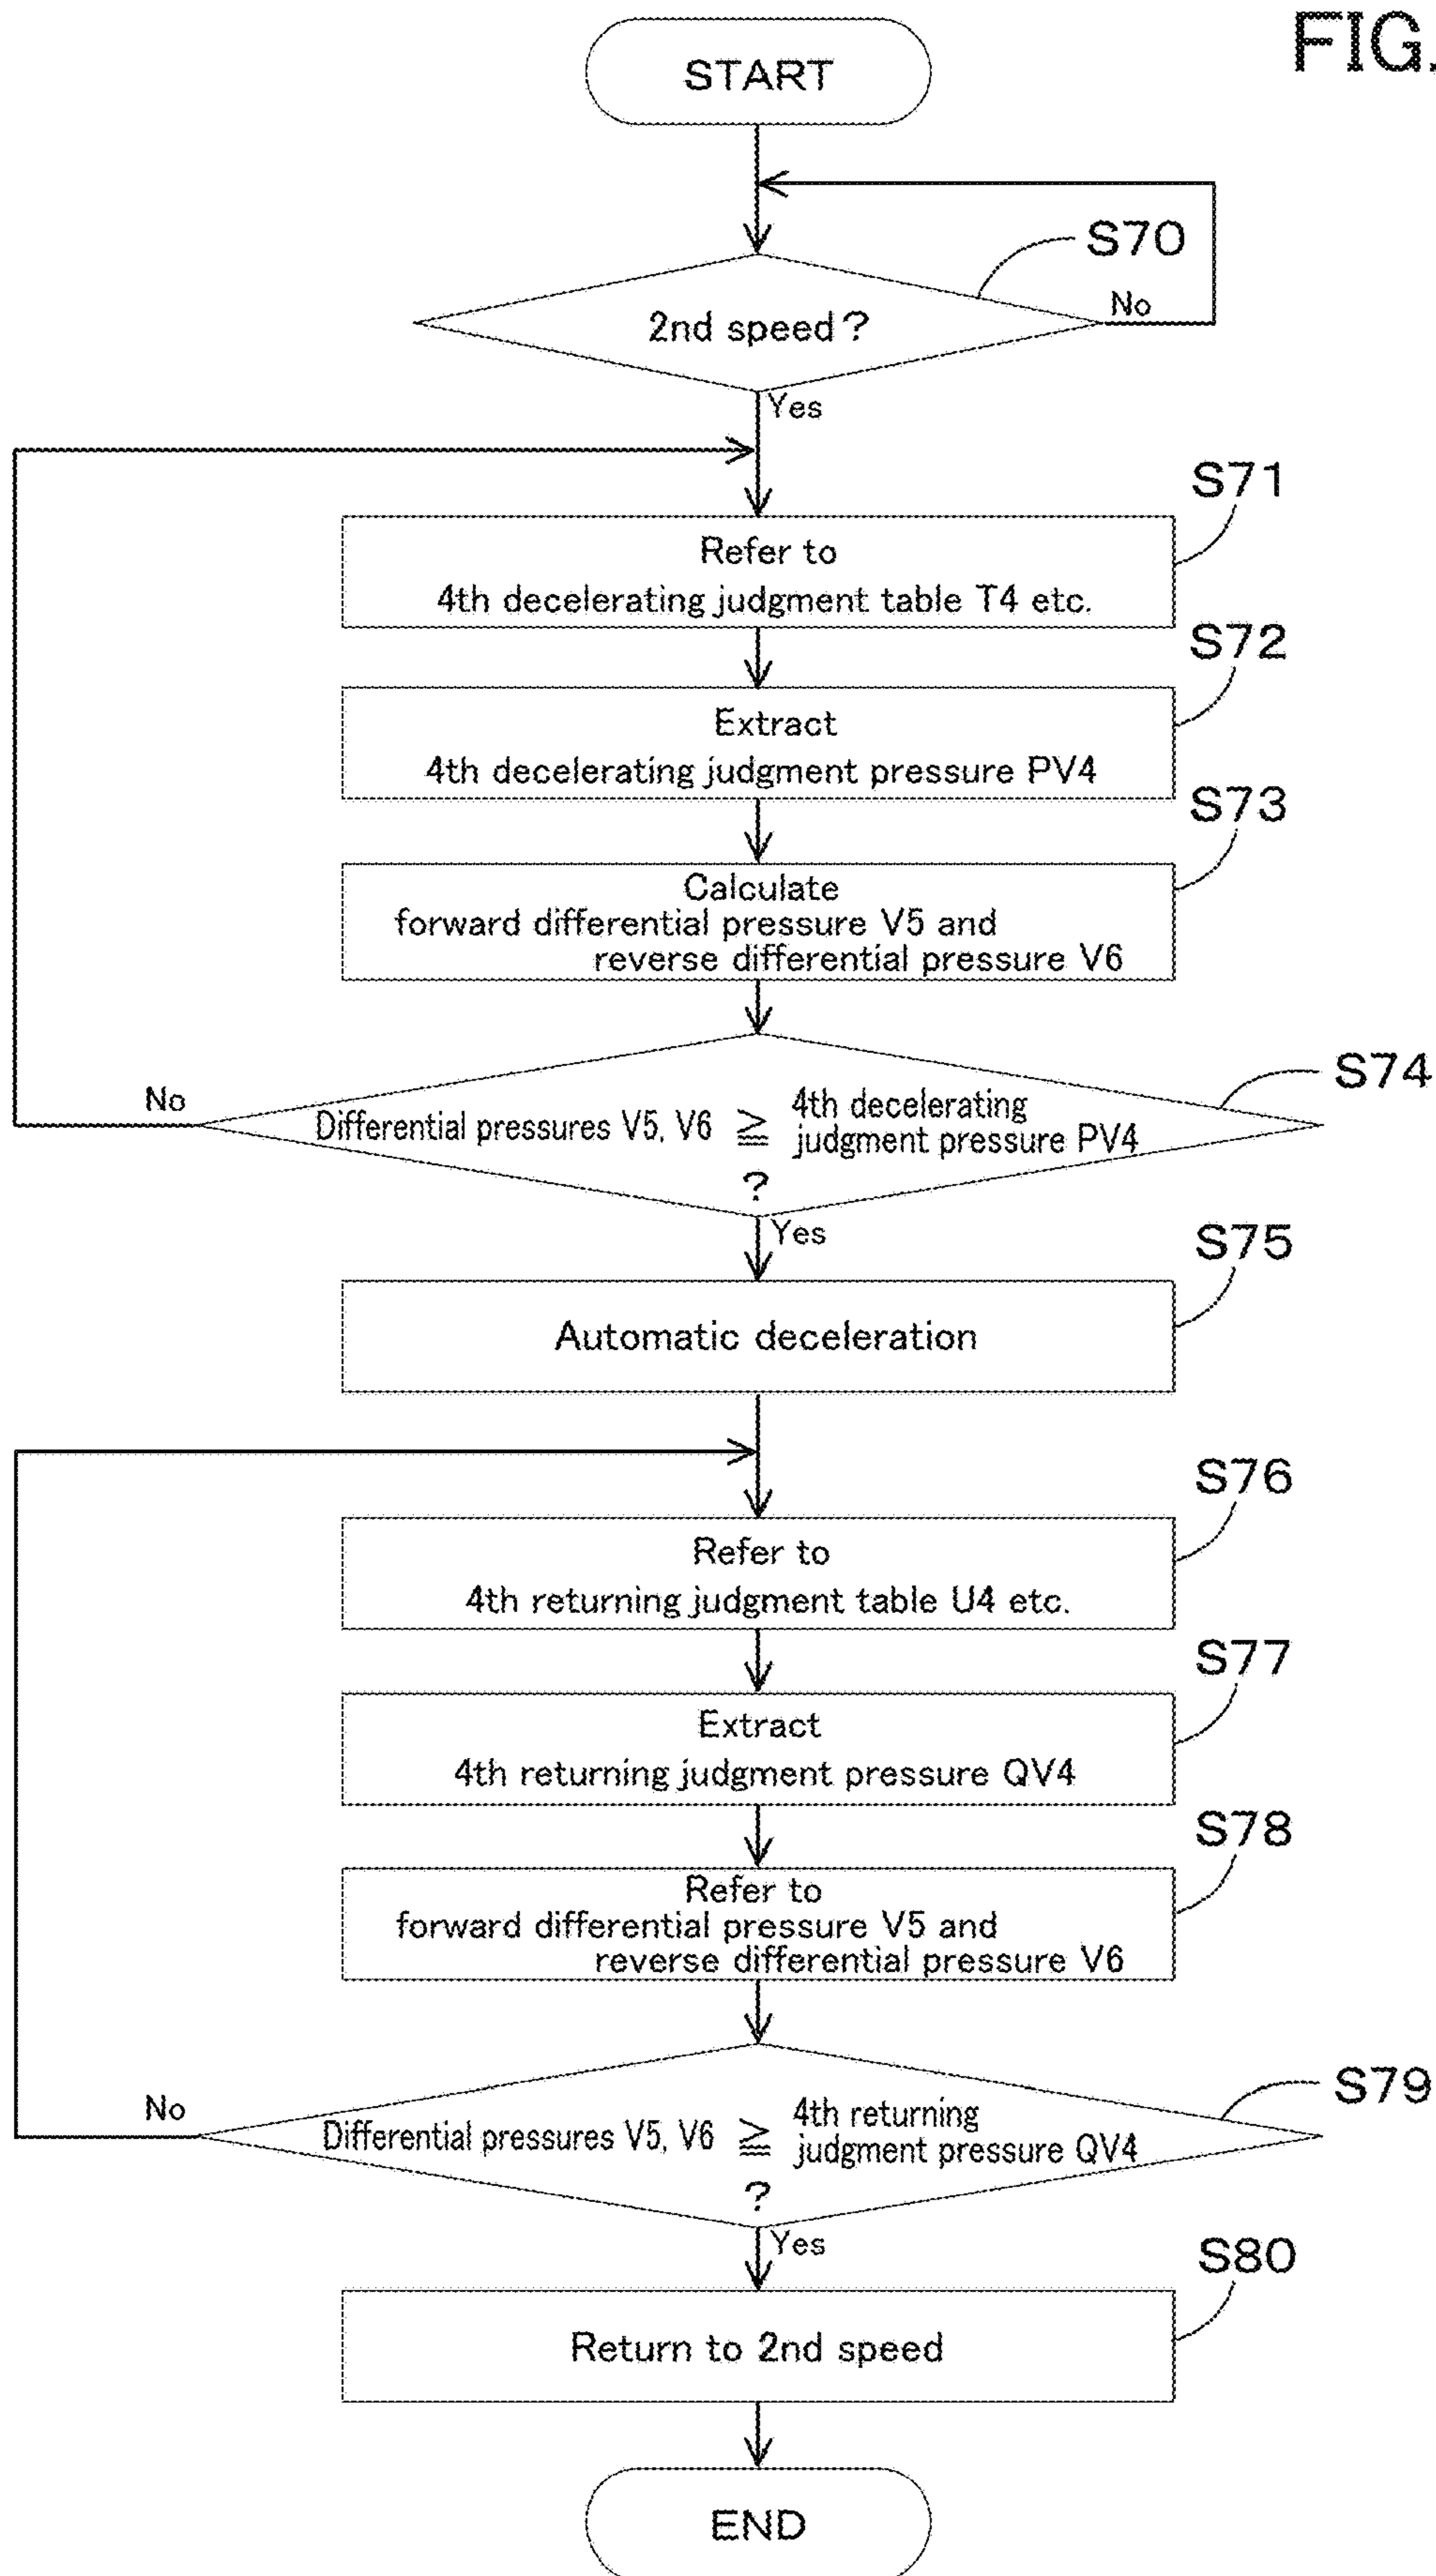 FIG.
START
S70
2nd speed ?
No
Yes
S71
Refer to
4th decelerating judgment table T4 etc.
S72
Extract
4th decelerating judgment pressure PV4
S73
Calculate
forward differential pressure V5 and
reverse differential pressure V6
S74
No
Differential pressures V5, V6 ≧ 4th decelerating
judgment pressure PV4
?
Yes
S75
Automatic deceleration
S76
Refer to
4th returning judgment table U4 etc.
S77
Extract
4th returning judgment pressure QV4
S78
Refer to
forward differential pressure V5 and
reverse differential pressure V6
S79
No
Differential pressures V5, V6 ≧ 4th returning
judgment pressure QV4
?
Yes
S80
Return to 2nd speed
END